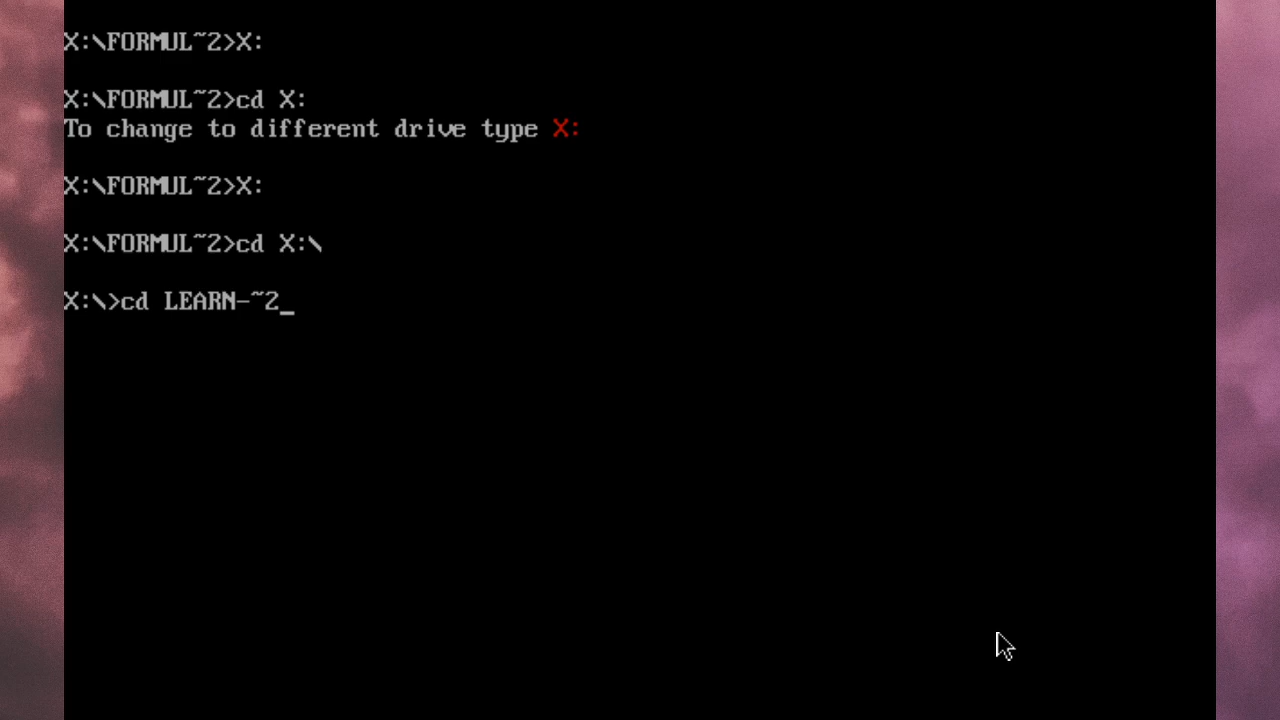 X:\FORMUL~2>X:
X:\FORMUL~2>cd X:
To change to different drive type X:
X:\FORMUL~2>X:
X:\FORMUL~2>cd X:\
X:\>cd LEARN-~2_